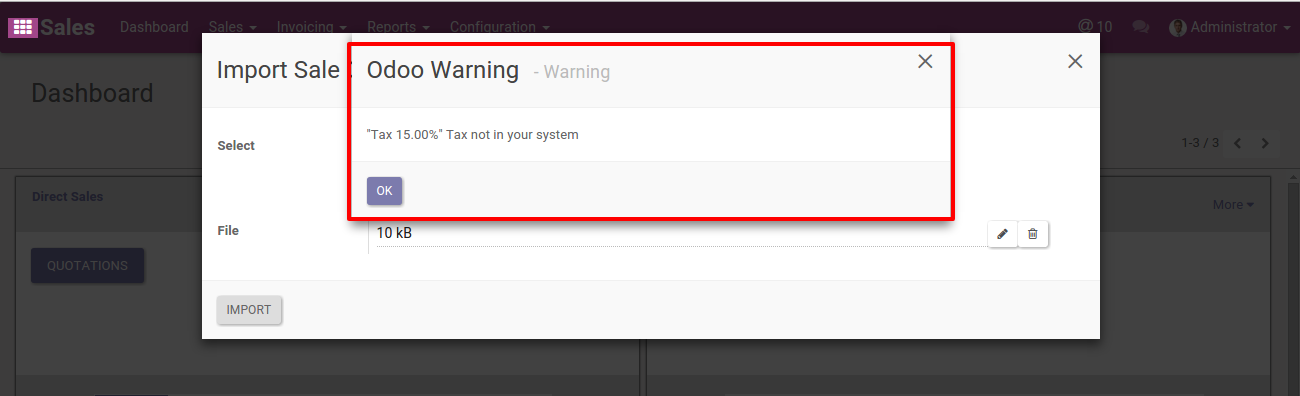 Sales Dashboard Sales Invoicing Reports Configuration @ 10 Administrator
Dashboard
Import Sale
Odoo Warning - Warning
"Tax 15.00%" Tax not in your system
Select
1-3 / 3
OK
Direct Sales
More
File
10 kB
QUOTATIONS
IMPORT